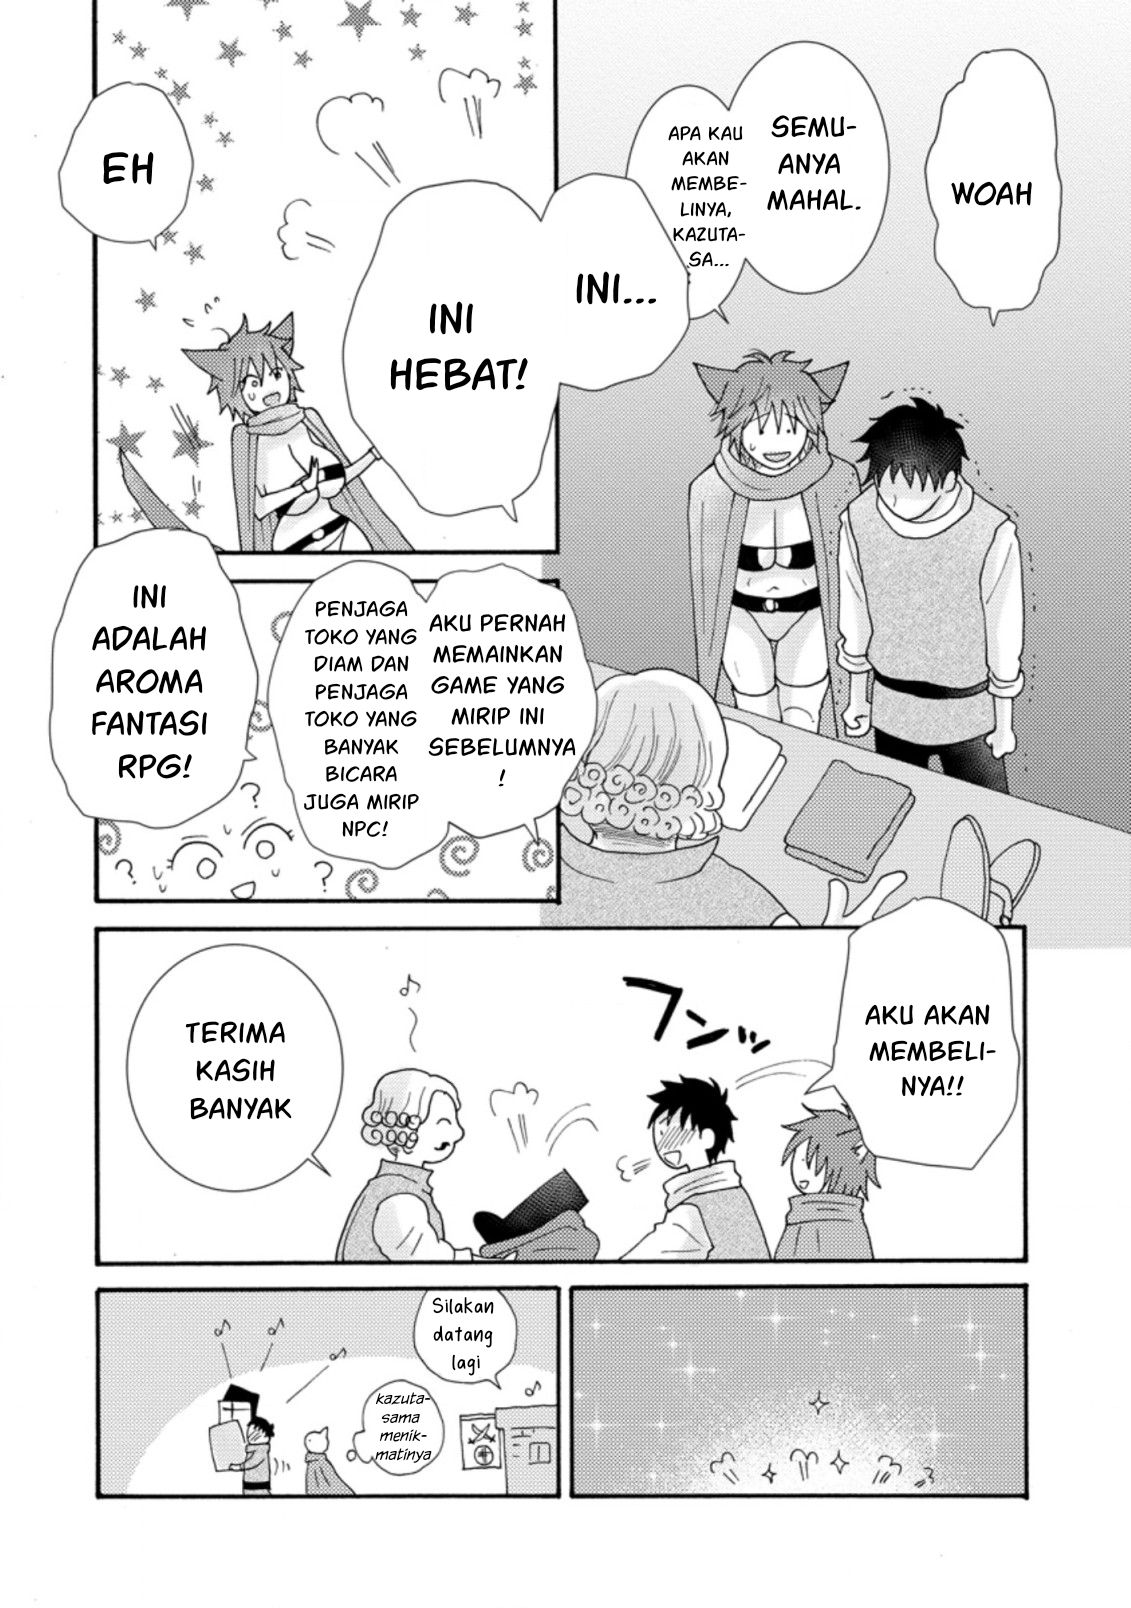 WOAH
SEMU-
ANYA
MAHAL.
APA KAU
AKAN
MEMBE-
LINYA,
KAZUTA-
SA...
INI...
INI
HEBAT!
EH
AKU PERNAH
MEMAINKAN
GAME YANG
MIRIP INI
SEBELUMNYA
!
PENJAGA
TOKO YANG
DIAM DAN
PENJAGA
TOKO YANG
BANYAK
BICARA
JUGA MIRIP
NPC!
INI
ADALAH
AROMA
FANTASI
RPG!
?
?
?
AKU AKAN
MEMBELI-
NYA!!
フンッ
TERIMA
KASIH
BANYAK
Silakan
datang
lagi
kazuta-
sama
menik-
matinya